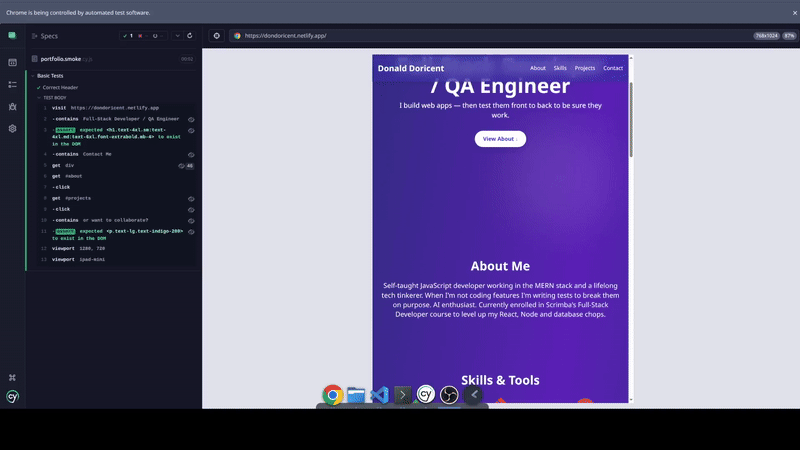 Chrome is being controlled by automated test software.
Specs
1
https://dondoricent.netlify.app/
768x1024
87%
portfolio.smoke
Basic Tests
Correct Header
TEST BODY
1 visit https://dondoricent.netlify.app
2 -contains Full-Stack Developer / QA Engineer
3 -assert expected <h1.text-4xl.sm:text-
4xl.md:text-6xl.font-extrabold.mb-4> to exist
in the DOM
4 -contains Contact Me
5 get div
6 get #about
7 -click
8 get #projects
9 -click
10 -contains or want to collaborate?
11 -assert expected <p.text-lg.text-indigo-200>
to exist in the DOM
12 viewport 1280, 720
13 viewport ipad-mini
Donald Doricent
About
Skills
Projects
Contact
/ QA Engineer
I build web apps — then test them front to back to be sure they
work.
View About
About Me
Self-taught JavaScript developer working in the MERN stack and a lifelong
tech tinkerer. When I'm not coding features I'm writing tests to break them
on purpose. AI enthusiast. Currently enrolled in Scrimba's Full-Stack
Developer course to level up my React, Node and database chops.
Skills & Tools
cy
cy